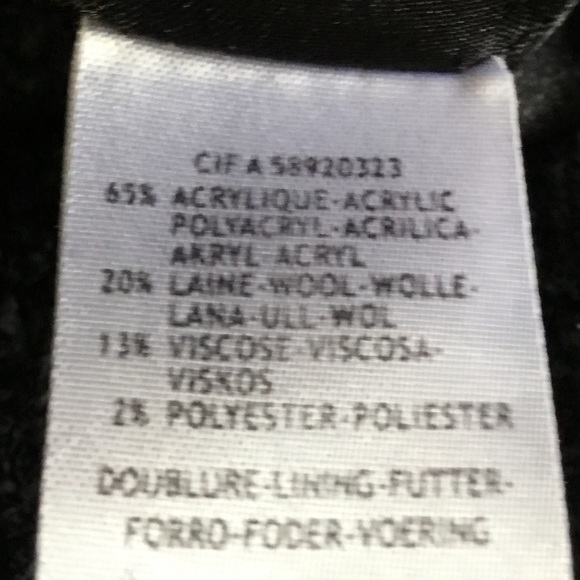 CIF A 58920323
65% ACRYLIQUE-ACRYLIC
POLYACRYL-ACRILICA-
AKRYL-ACRYL
20% LAINE-WOOL-WOLLE-
LANA-ULL-WOL
13% VISCOSE-VISCOSA-
VISKOS
2% POLYESTER-POLIESTER
DOUBLURE-LINING-FUTTER-
FORRO-FODER-VOERING